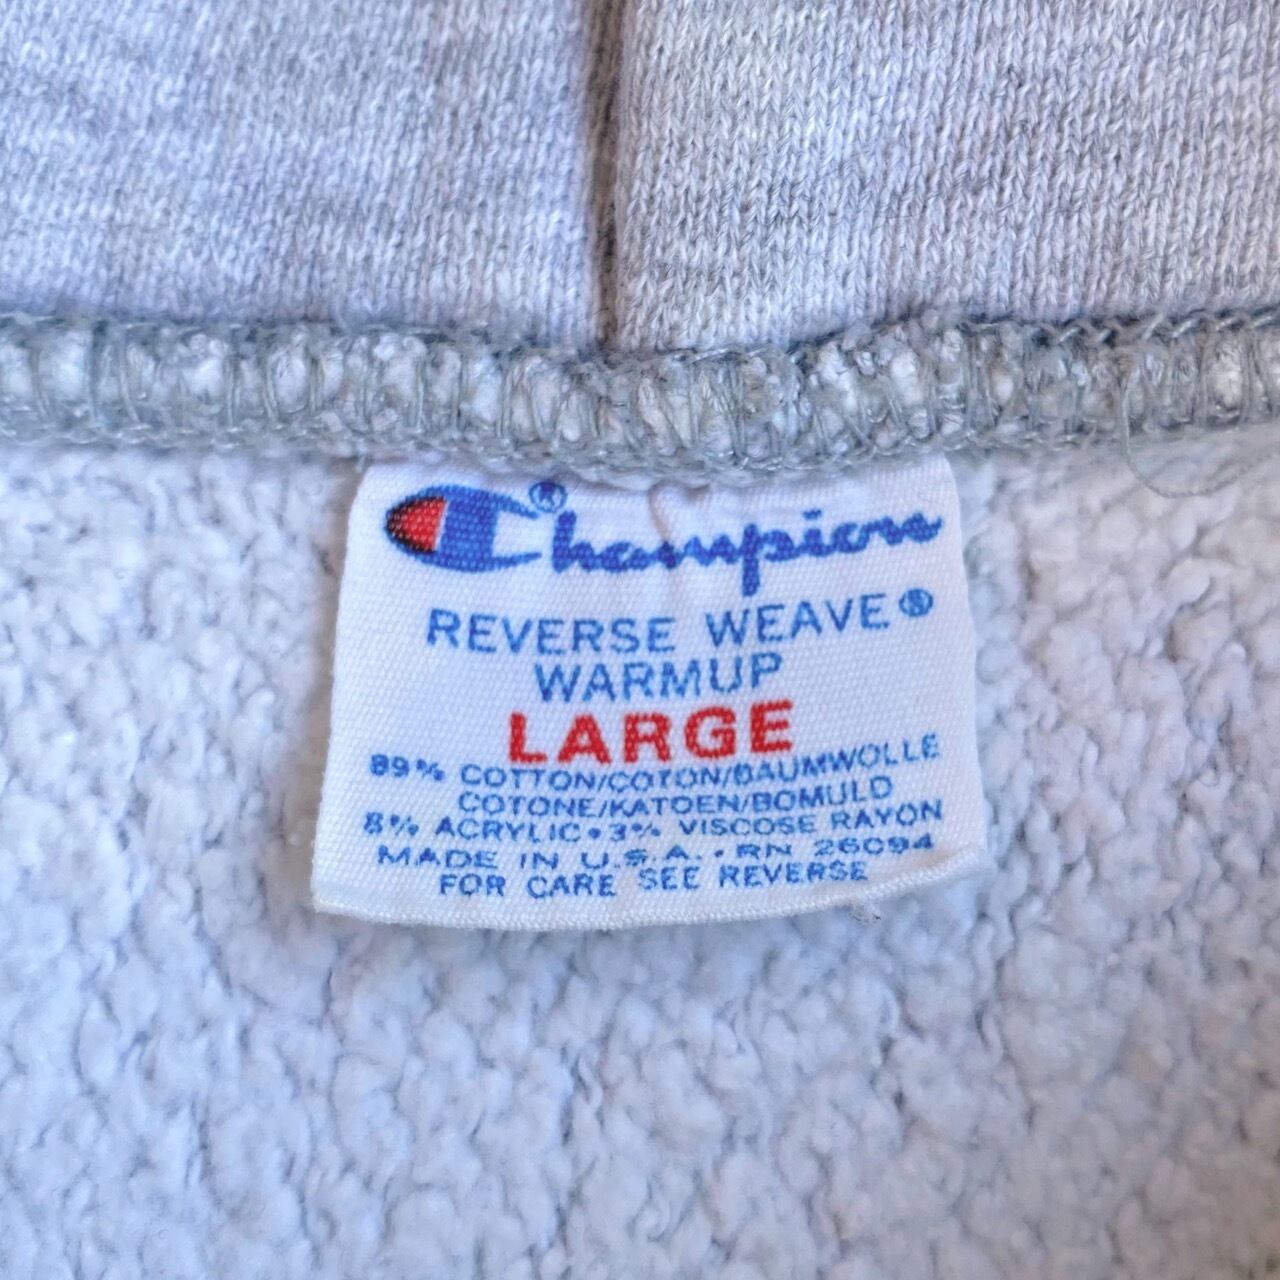 Champion®
REVERSE WEAVE®
WARMUP
LARGE
89% COTTON/COTON/BAUMWOLLE
COTONE/KATOEN/BOMULD
8% ACRYLIC • 3% VISCOSE RAYON
MADE IN U.S.A. • RN 26094
FOR CARE SEE REVERSE